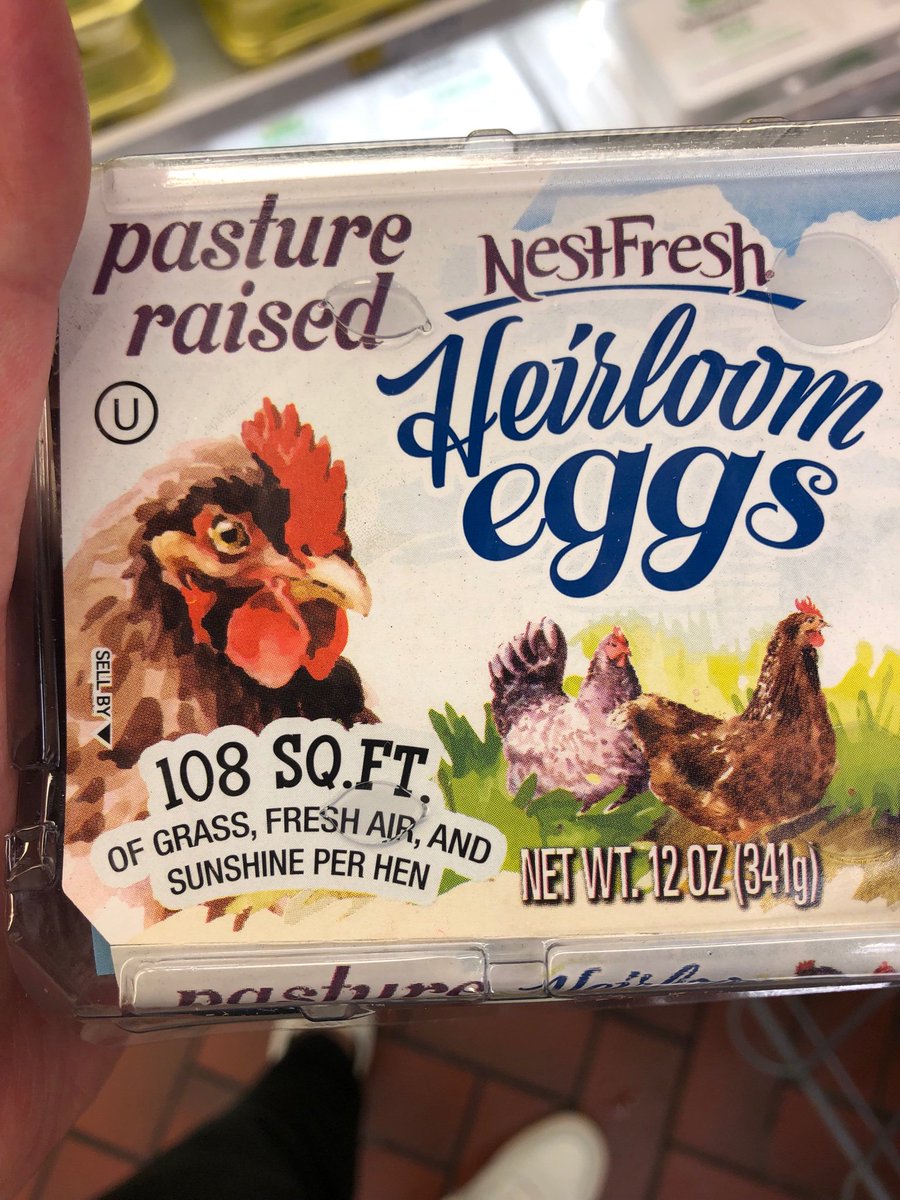 pasture
raised
NestFresh®
Heirloom
eggs
U
SELL BY
108 SQ.FT.
OF GRASS, FRESH AIR, AND
SUNSHINE PER HEN
NET WT. 12 OZ (341g)
pasture